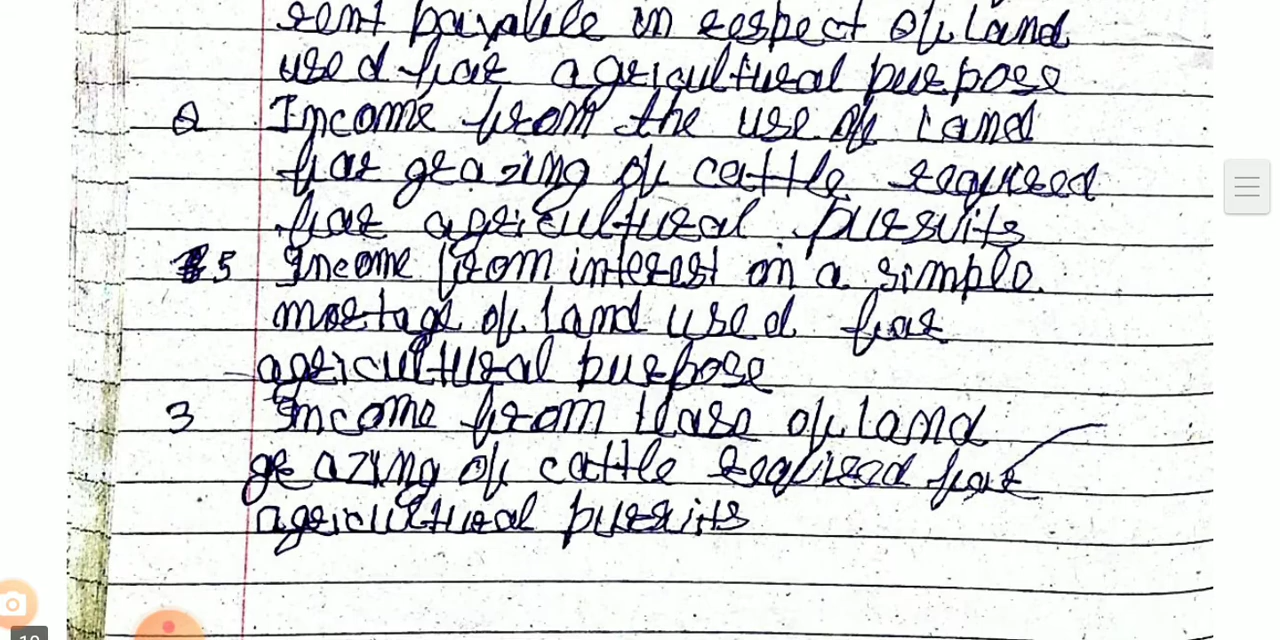 rent payable in respect of land
used for agricultural purpose
2 Income from the use of land
for grazing of cattle required
for agricultural pursuits
5 Income from interest on a simple
mortage of land used for
agricultural purpose
3 Income from lease of land
grazing of cattle required for
agricultural pursuits
10